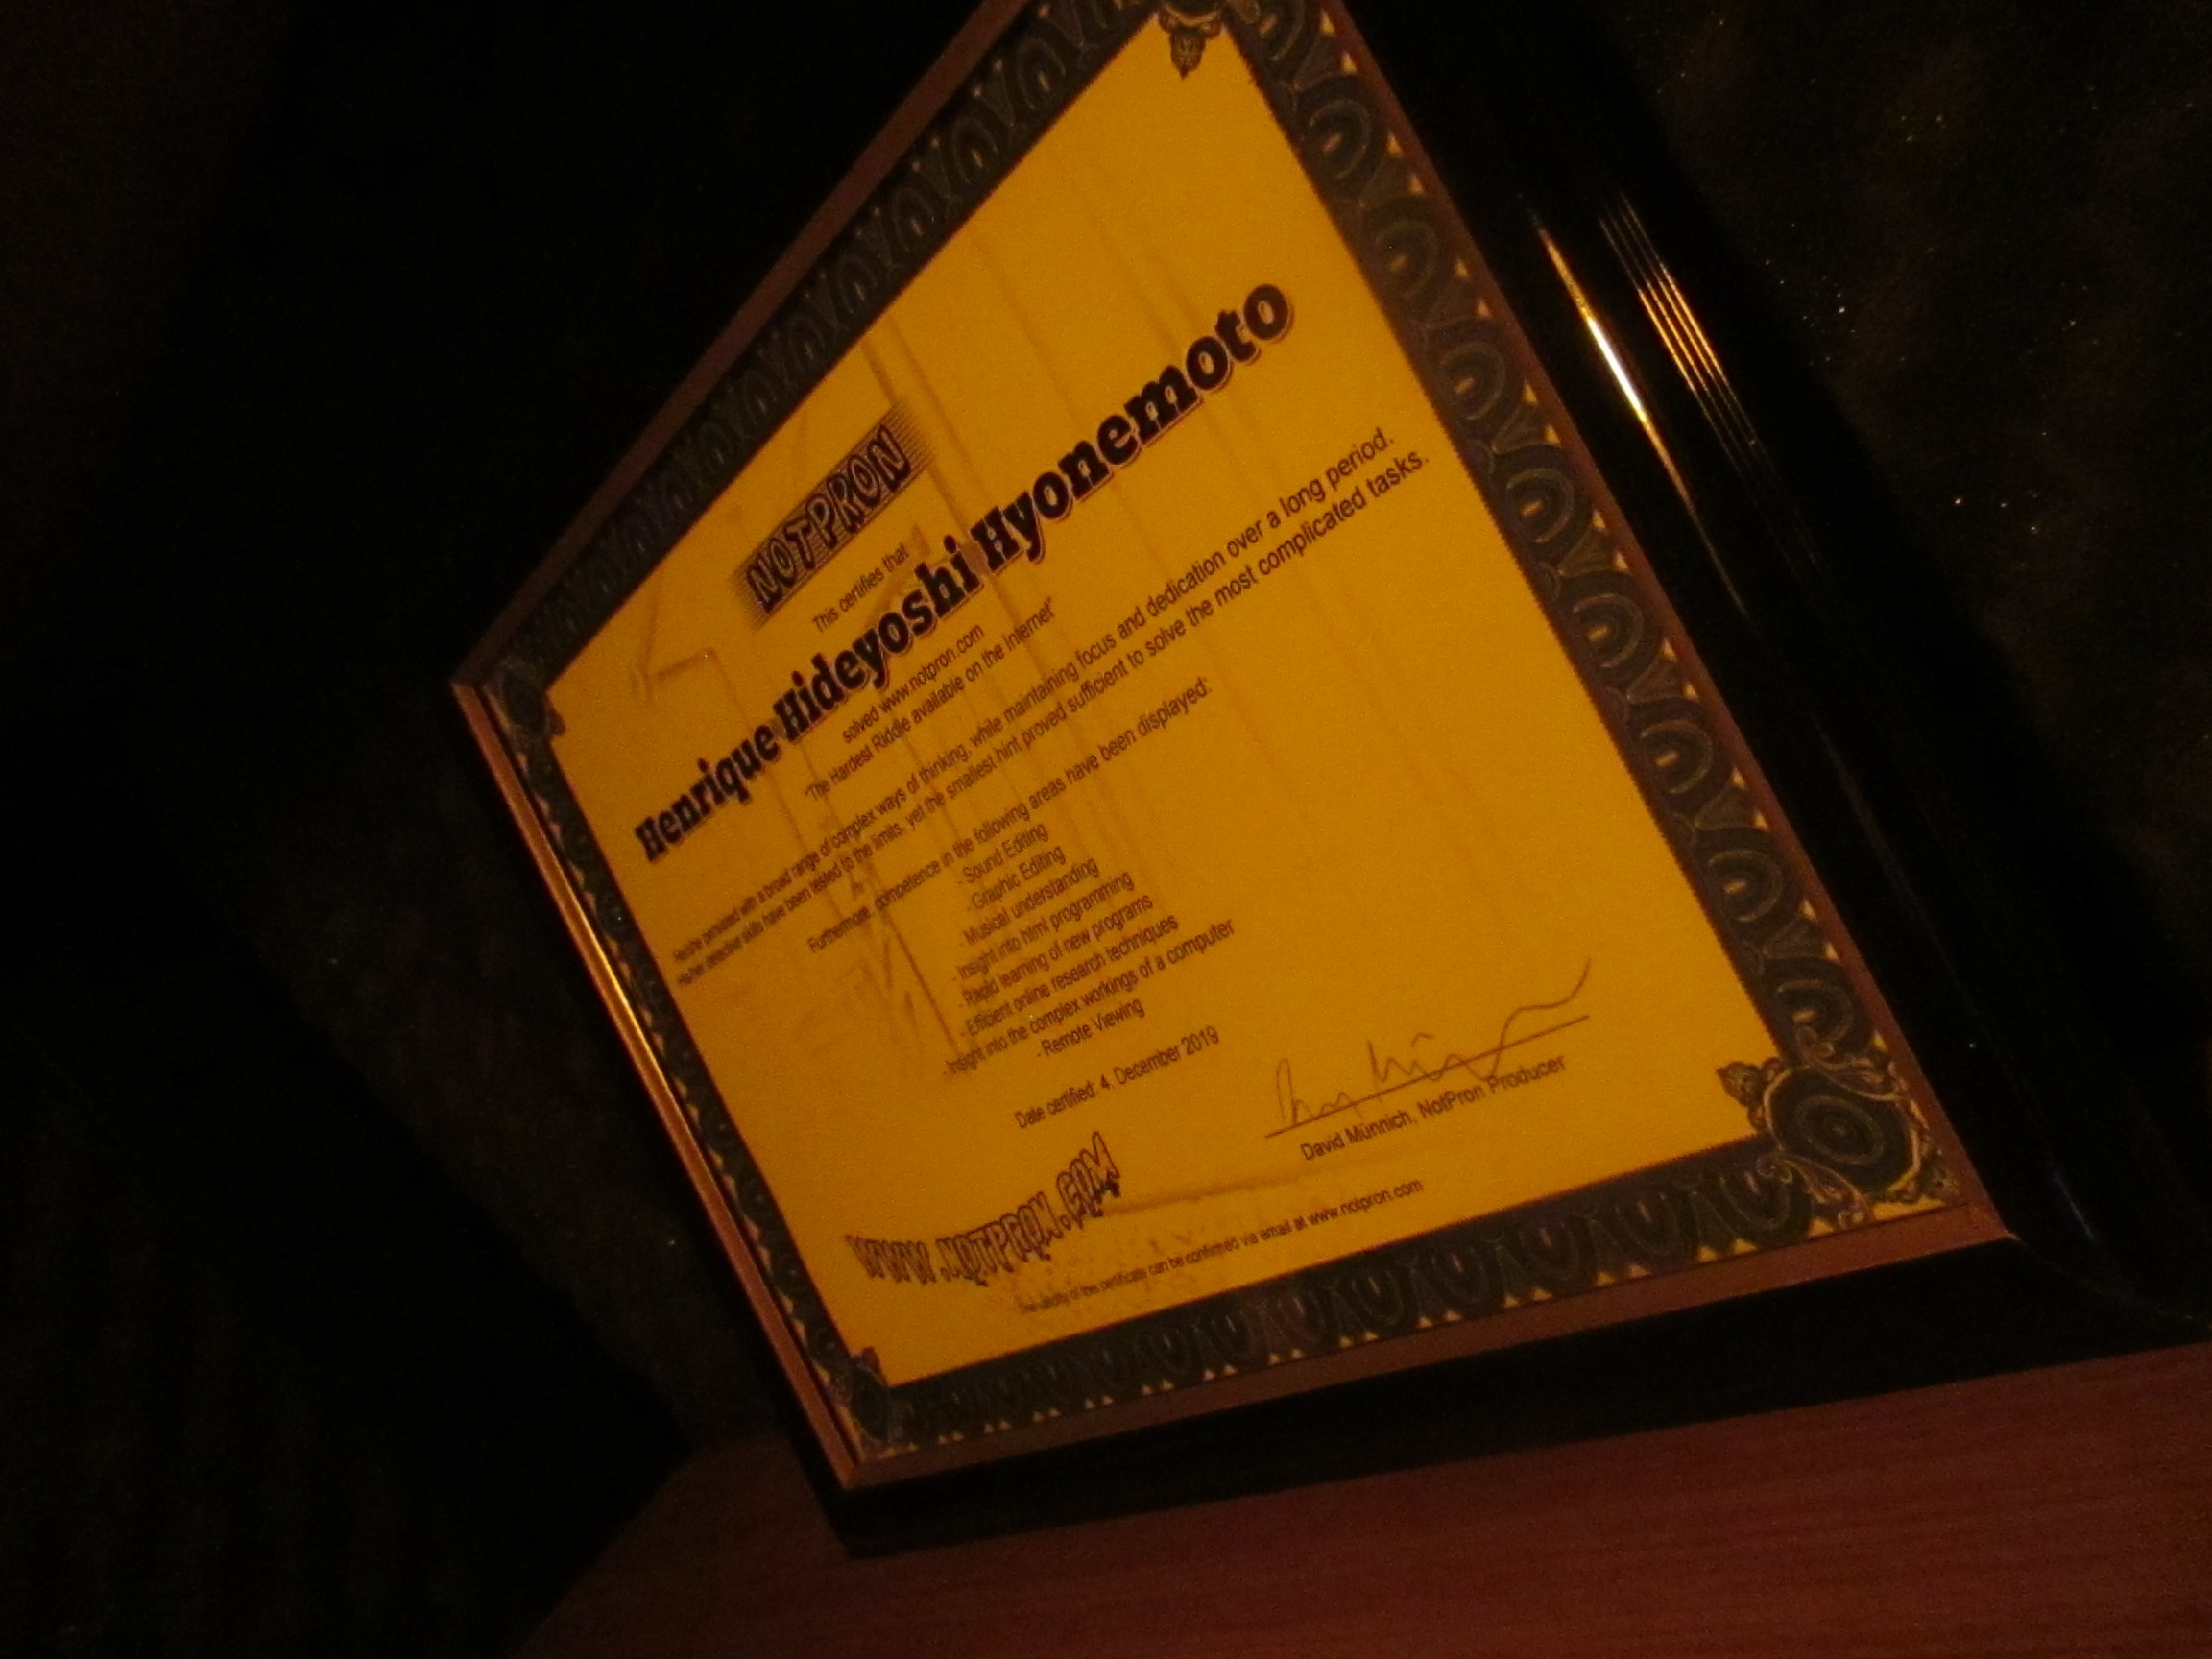 NOTPRON
This certifies that
Henrique Hideyoshi Hyonemoto
solved www.notpron.com
"The Hardest Riddle available on the Internet"
He/she persisted with a broad range of complex ways of thinking, while maintaining focus and dedication over a long period.
His/her detective skills have been tested to the limits, yet the smallest hint proved sufficient to solve the most complicated tasks.
Furthermore, competence in the following areas have been displayed:
- Sound Editing
- Graphic Editing
- Musical understanding
- Insight into html programming
- Rapid learning of new programs
- Efficient online research techniques
- Insight into the complex workings of a computer
- Remote Viewing
Date certified: 4. December 2019
David Münnich, NotPron Producer
WWW.NOTPRON.COM
The validity of this certificate can be confirmed via email at www.notpron.com